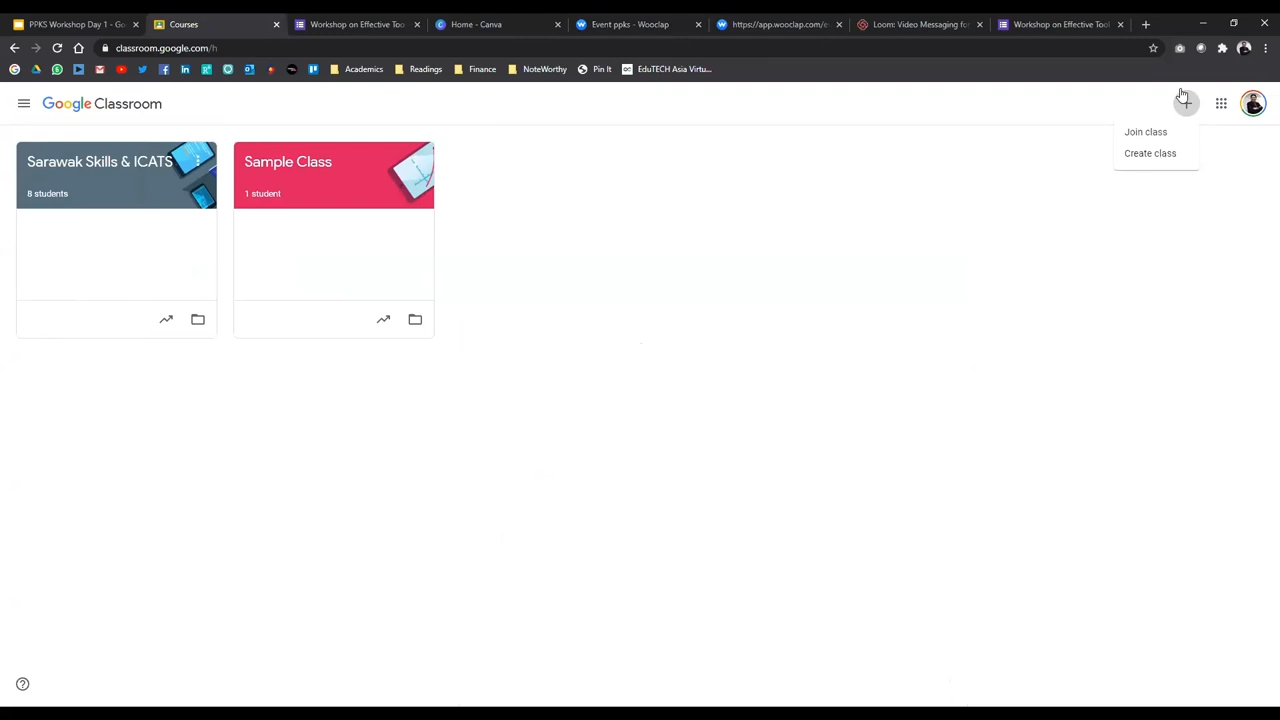 PPKS Workshop Day 1 - Go
Courses
Workshop on Effective Too
Home - Canva
Event ppks - Wooclap
https://app.wooclap.com/e
Loom: Video Messaging for
Workshop on Effective Tool
classroom.google.com/h
Academics
Readings
Finance
NoteWorthy
Pin It
EduTECH Asia Virtu...
Google Classroom
Join class
Create class
Sarawak Skills & ICATS
8 students
Sample Class
1 student